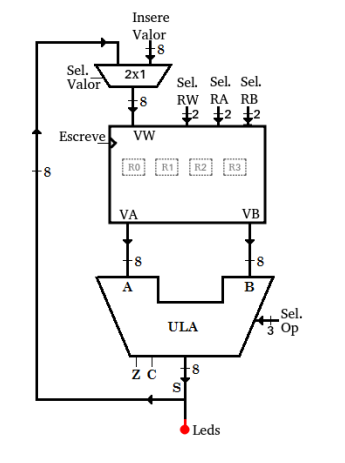 Insere
Valor
8
Sel.
Valor
2x1
8
Sel.
RW
Sel.
RA
Sel.
RB
2
2
2
Escreve
VW
R0
R1
R2
R3
8
VA
VB
8
8
A
B
ULA
Sel.
Op
3
Z
C
8
S
Leds